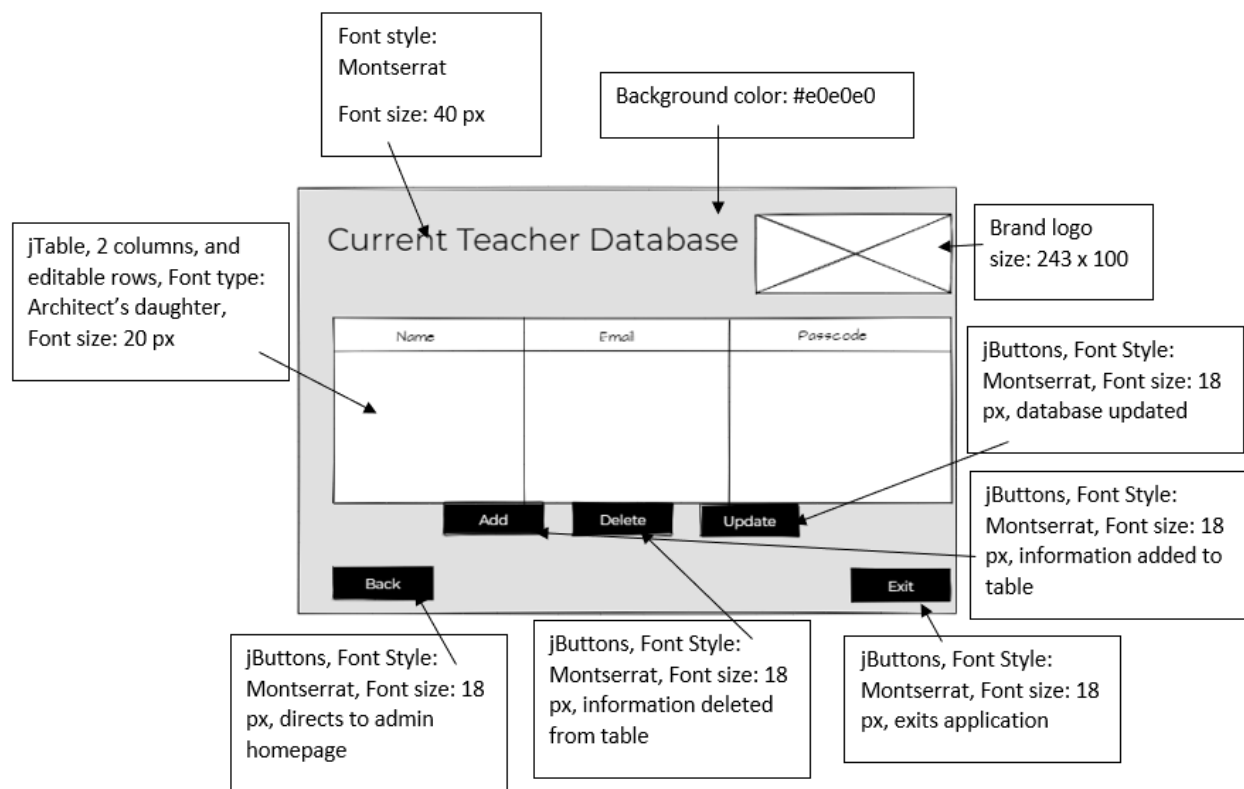 Font style:
Montserrat
Font size: 40 px
Background color: #e0e0e0
jTable, 2 columns, and
editable rows, Font type:
Architect’s daughter,
Font size: 20 px
Current Teacher Database
Brand logo
size: 243 x 100
Name Email Passcode
jButtons, Font Style:
Montserrat, Font size: 18
px, database updated
Add Delete Update
jButtons, Font Style:
Montserrat, Font size: 18
px, information added to
table
Back Exit
jButtons, Font Style:
Montserrat, Font size: 18
px, directs to admin
homepage
jButtons, Font Style:
Montserrat, Font size: 18
px, information deleted
from table
jButtons, Font Style:
Montserrat, Font size: 18
px, exits application